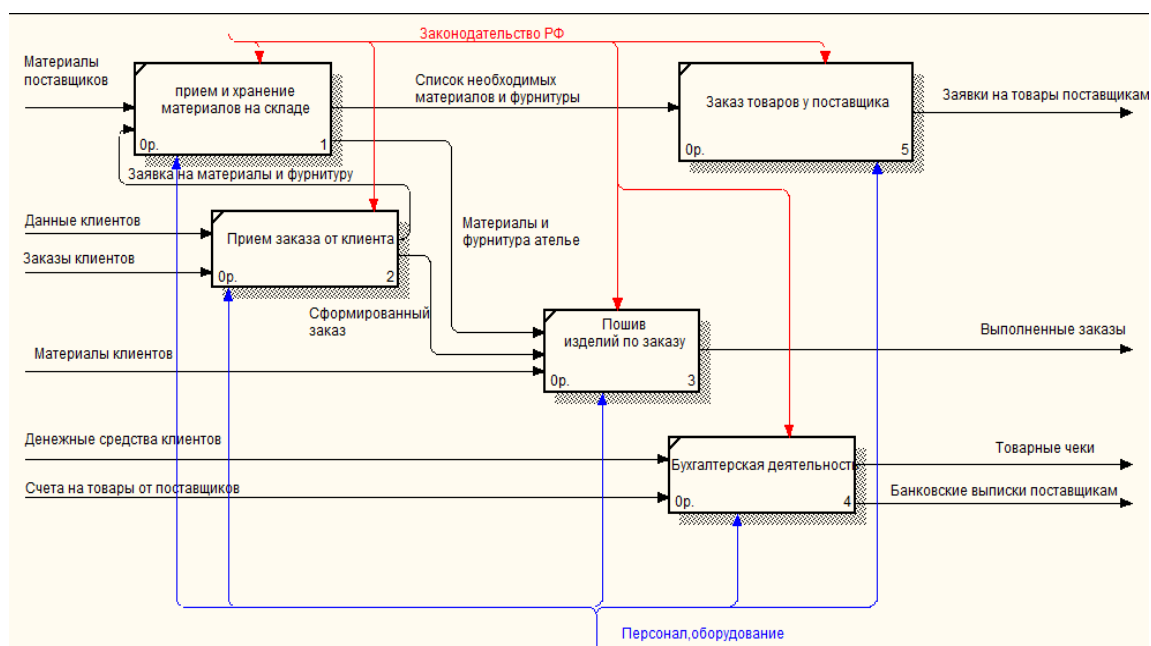 Законодательство РФ
Материалы
поставщиков
прием и хранение
материалов на складе
0р.
1
Список необходимых
материалов и фурнитуры
Заказ товаров у поставщика
0р.
5
Заявки на товары поставщикам
Заявка на материалы и фурнитуру
Данные клиентов
Заказы клиентов
Прием заказа от клиента
0р.
2
Материалы и
фурнитура ателье
Сформированный
заказ
Материалы клиентов
Пошив
изделий по заказу
0р.
3
Выполненные заказы
Денежные средства клиентов
Счета на товары от поставщиков
Бухгалтерская деятельность
0р.
4
Товарные чеки
Банковские выписки поставщикам
Персонал,оборудование